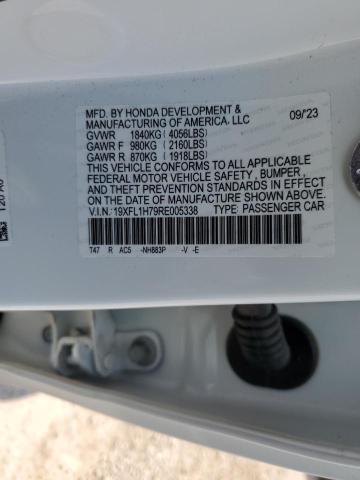 MFD. BY HONDA DEVELOPMENT &
MANUFACTURING OF AMERICA, LLC 09/23
GVWR 1840KG (4056LBS)
GAWR F 980KG (2160LBS)
GAWR R 870KG (1918LBS)
THIS VEHICLE CONFORMS TO ALL APPLICABLE
FEDERAL MOTOR VEHICLE SAFETY, BUMPER,
AND THEFT PREVENTION STANDARDS IN EFFECT
ON THE DATE OF MANUFACTURE SHOWN ABOVE.
V.I.N.: 19XFL1H79RE005338 TYPE: PASSENGER CAR
T47 R AC5 -NH883P -V -E
T20 A0